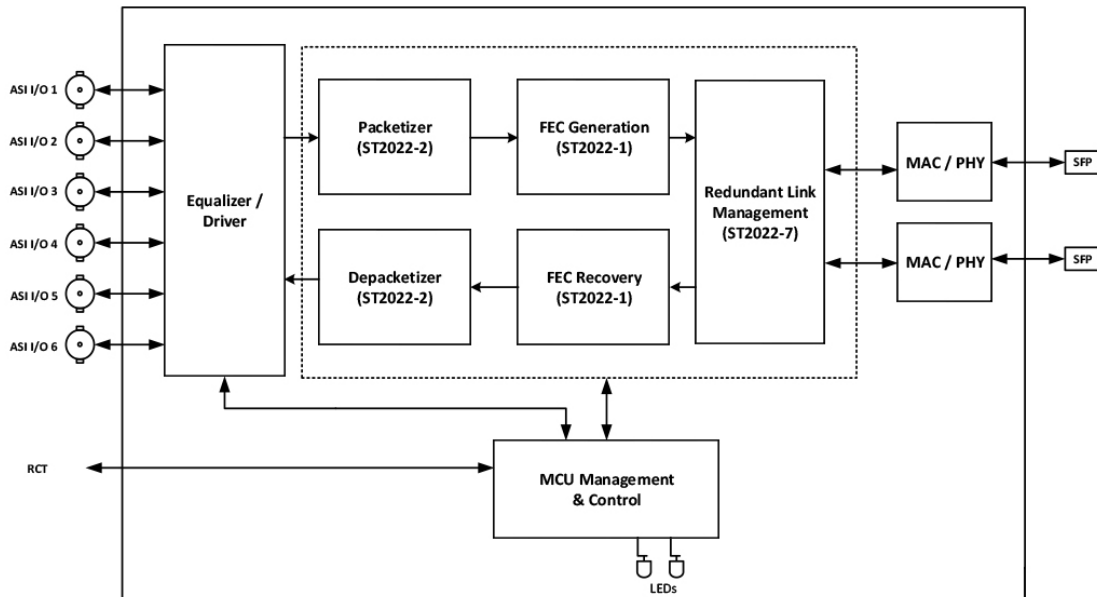 ASI I/O 1
ASI I/O 2
ASI I/O 3
ASI I/O 4
ASI I/O 5
ASI I/O 6
RCT
Equalizer /
Driver
Packetizer
(ST2022-2)
FEC Generation
(ST2022-1)
Depacketizer
(ST2022-2)
FEC Recovery
(ST2022-1)
Redundant Link
Management
(ST2022-7)
MAC / PHY
SFP
MAC / PHY
SFP
MCU Management
& Control
LEDs